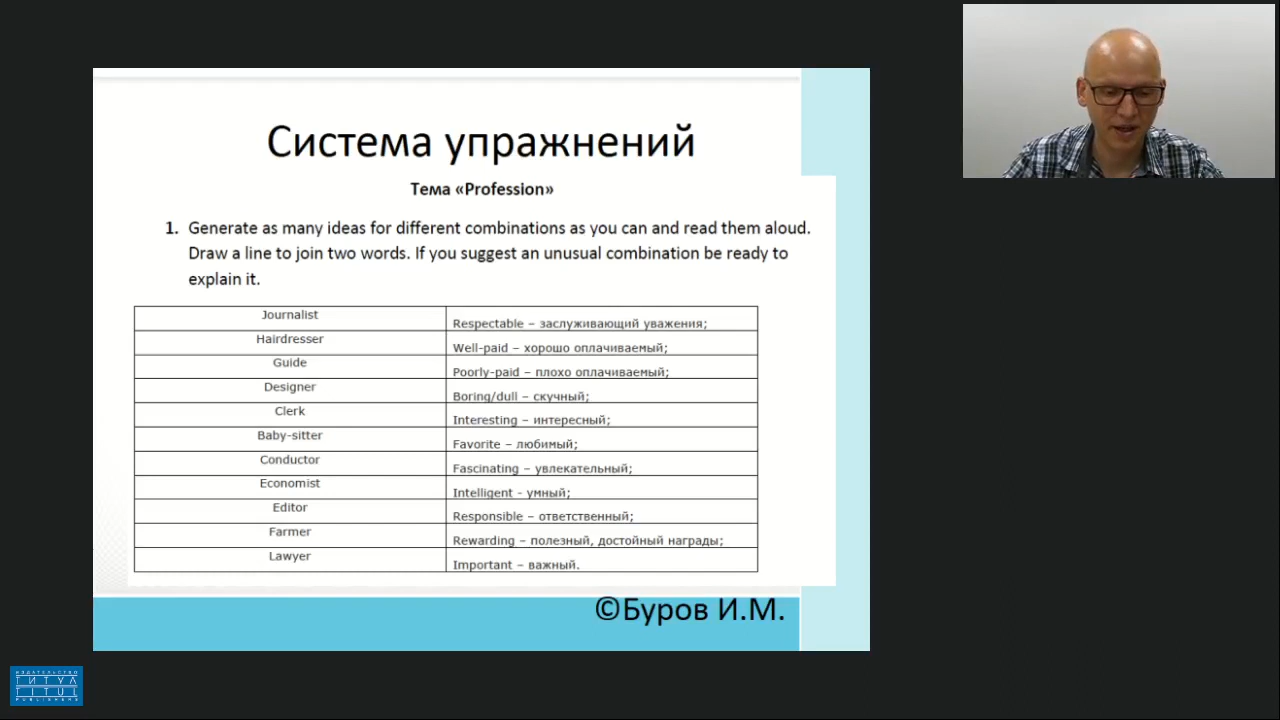 Система упражнений
Тема «Profession»
1. Generate as many ideas for different combinations as you can and read them aloud.
Draw a line to join two words. If you suggest an unusual combination be ready to
explain it.
Journalist
Respectable – заслуживающий уважения;
Hairdresser
Well-paid – хорошо оплачиваемый;
Guide
Poorly-paid – плохо оплачиваемый;
Designer
Boring/dull – скучный;
Clerk
Interesting – интересный;
Baby-sitter
Favorite – любимый;
Conductor
Fascinating – увлекательный;
Economist
Intelligent - умный;
Editor
Responsible – ответственный;
Farmer
Rewarding – полезный, достойный награды;
Lawyer
Important – важный.
©Буров И.М.
ИЗДАТЕЛЬСТВО
ТИТУЛ
TITUL
PUBLISHERS